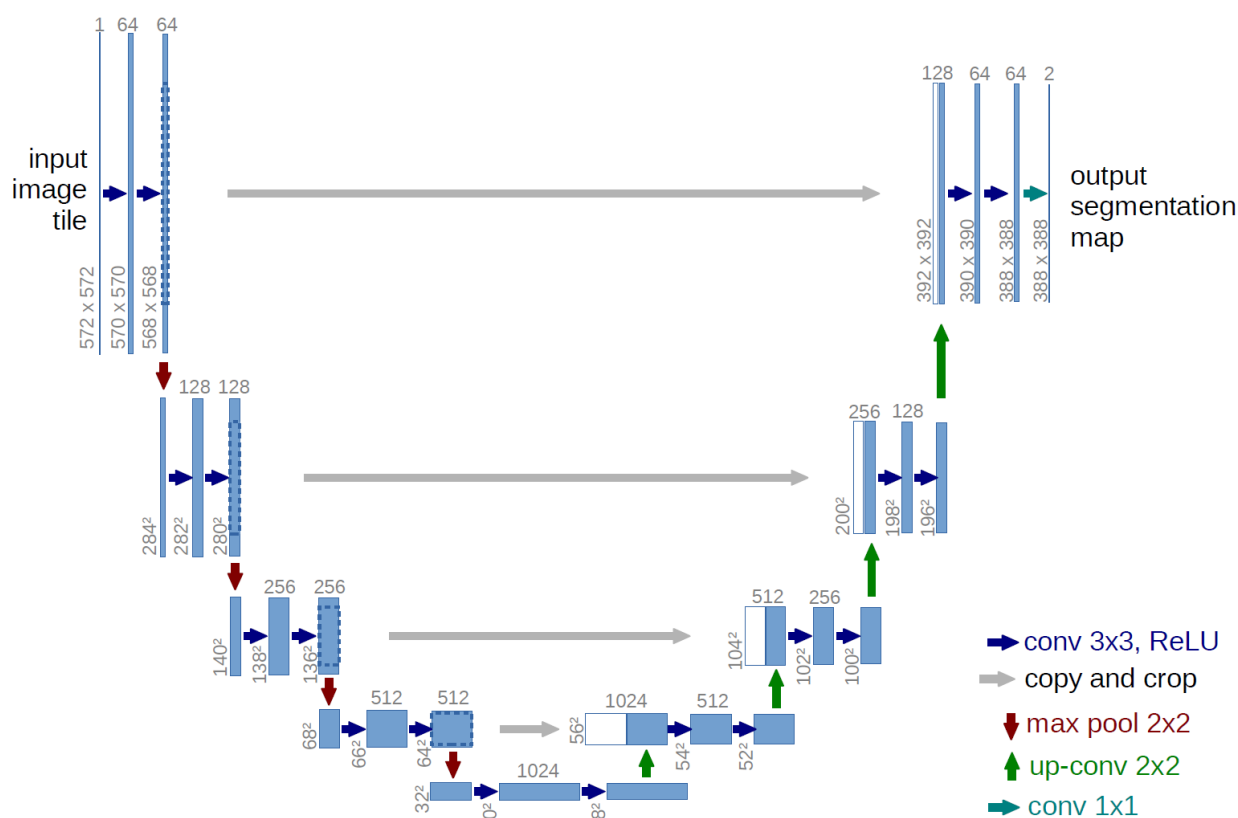 1 64 64
128 64 64 2
input
image
tile
output
segmentation
map
572 x 572
570 x 570
568 x 568
392 x 392
390 x 390
388 x 388
388 x 388
128 128
256 128
284²
282²
280²
200²
198²
196²
256 256
512 256
140²
138²
136²
104²
102²
100²
512 512
1024 512
68²
66²
64²
56²
54²
52²
1024
32²
conv 3x3, ReLU
copy and crop
max pool 2x2
up-conv 2x2
conv 1x1